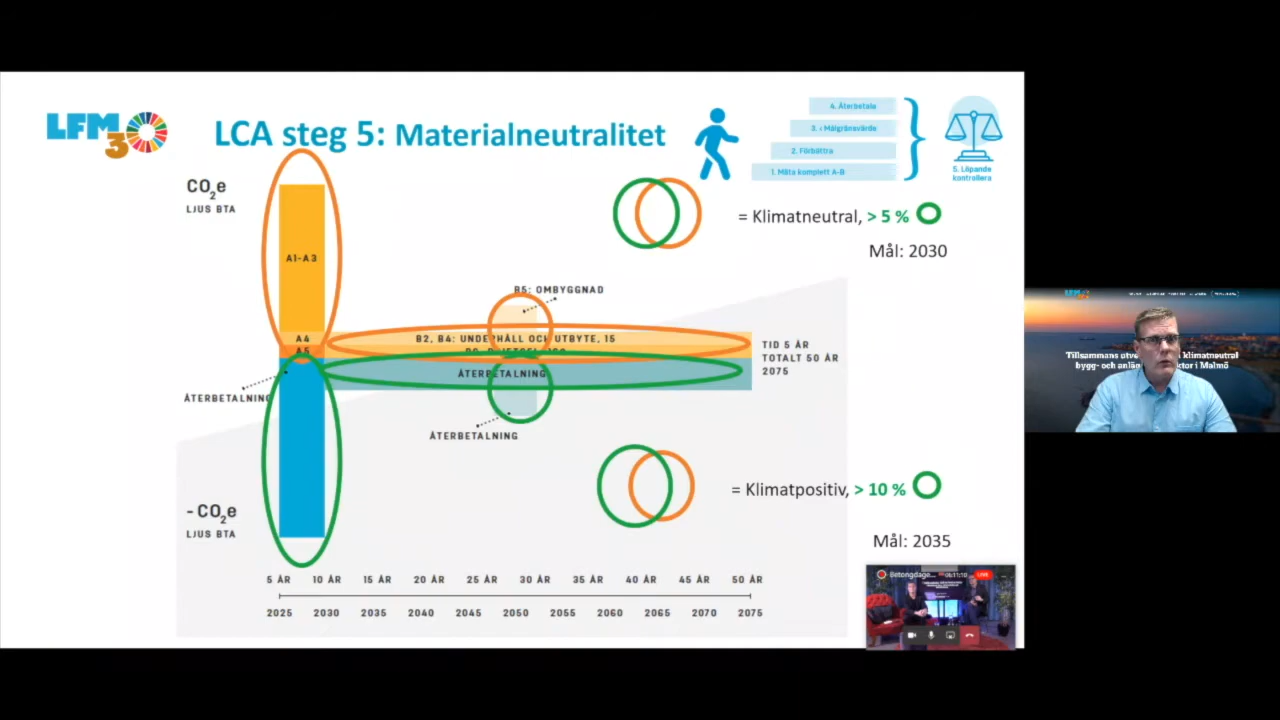 LFM
30
LCA steg 5: Materialneutralitet
4. Återbetala
3. < Målgränsvärde
2. Förbättra
1. Mäta komplett A-B
5. Löpande
kontrollera
CO2e
LJUS BTA
A1-A3
A4
A5
= Klimatneutral, > 5 %
Mål: 2030
B5: OMBYGGNAD
B2, B4: UNDERHÅLL OCH UTBYTE, 15
TID 5 ÅR
TOTALT 50 ÅR
2075
ÅTERBETALNING
ÅTERBETALNING
ÅTERBETALNING
= Klimatpositiv, > 10 %
Mål: 2035
- CO2e
LJUS BTA
5 ÅR 10 ÅR 15 ÅR 20 ÅR 25 ÅR 30 ÅR 35 ÅR 40 ÅR 45 ÅR 50 ÅR
2025 2030 2035 2040 2045 2050 2055 2060 2065 2070 2075
Tillsammans klimatneutral
bygg- och i Malmö
Betongdage...
LIVE